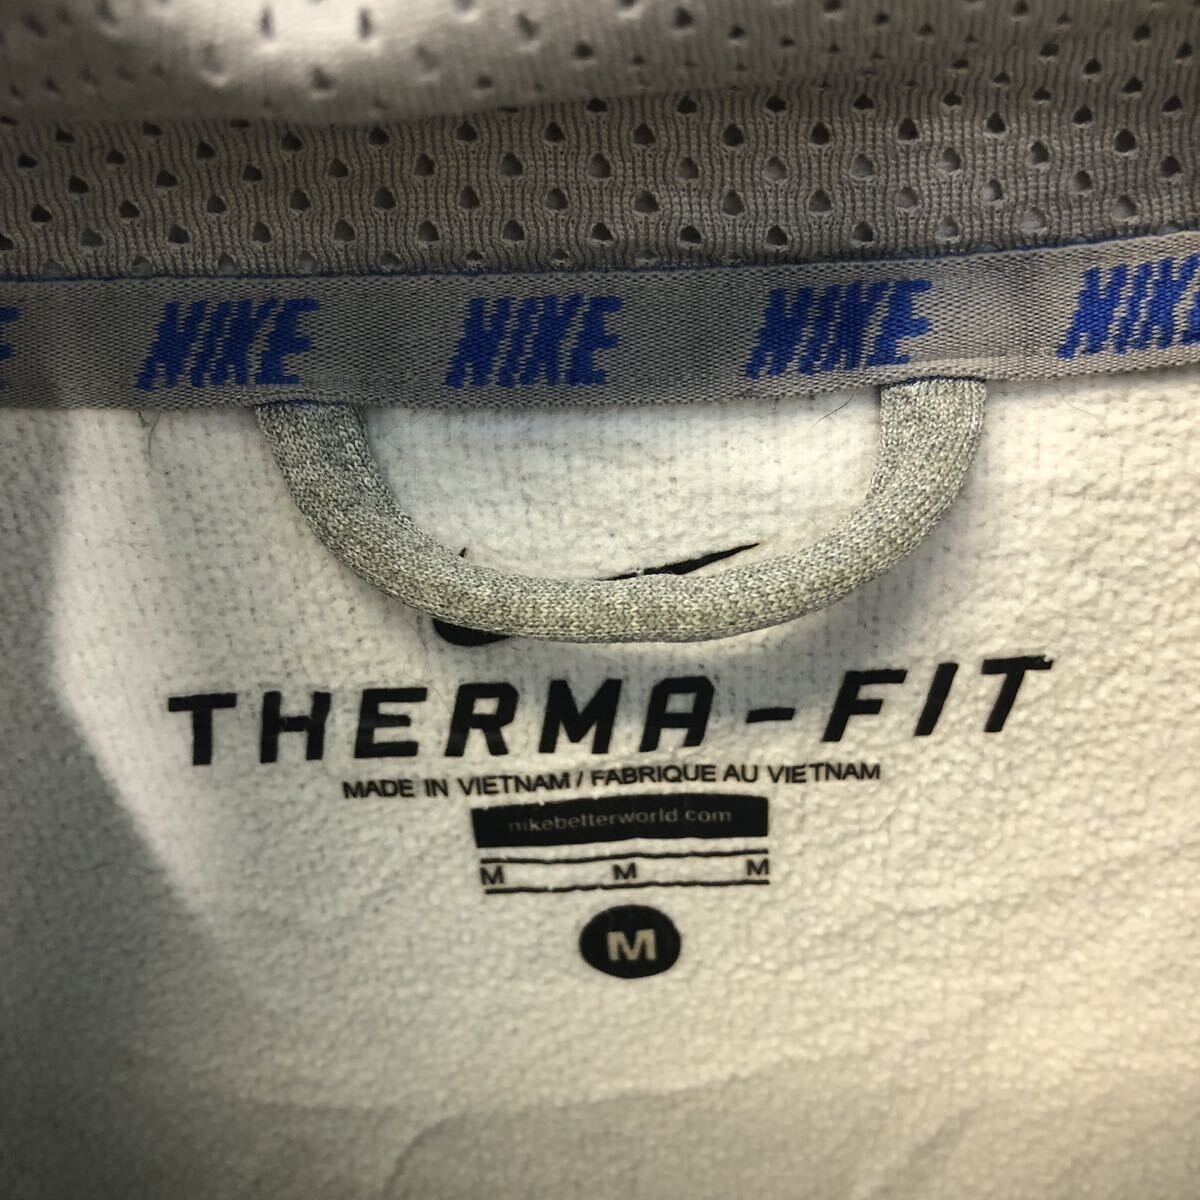 NIKE NIKE NIKE NIKE
THERMA-FIT
MADE IN VIETNAM / FABRIQUE AU VIETNAM
nikebetterworld.com
M M M
M